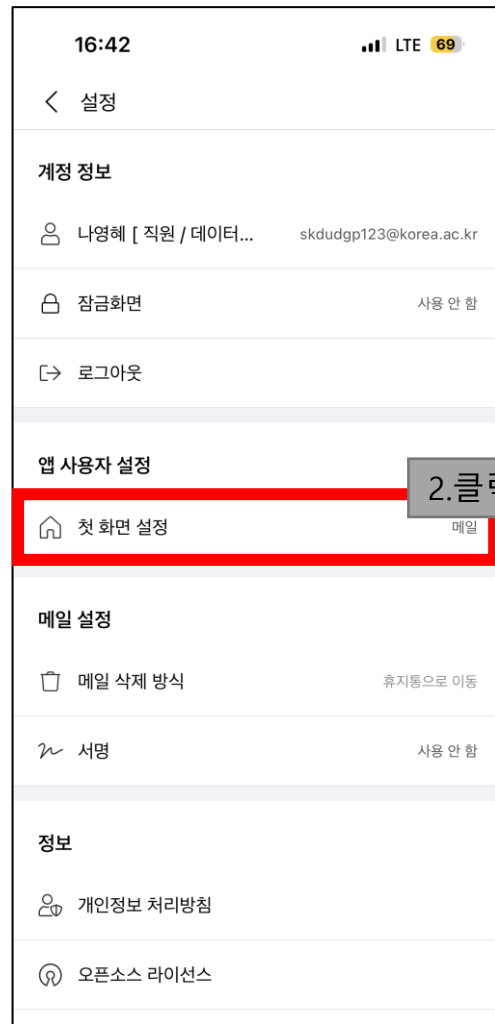 16:42 LTE 69
설정
계정 정보
나영혜 [ 직원 / 데이터... skdudgp123@korea.ac.kr
잠금화면 사용 안 함
로그아웃
앱 사용자 설정
2.클릭
첫 화면 설정 메일
메일 설정
메일 삭제 방식 휴지통으로 이동
서명 사용 안 함
정보
개인정보 처리방침
오픈소스 라이선스